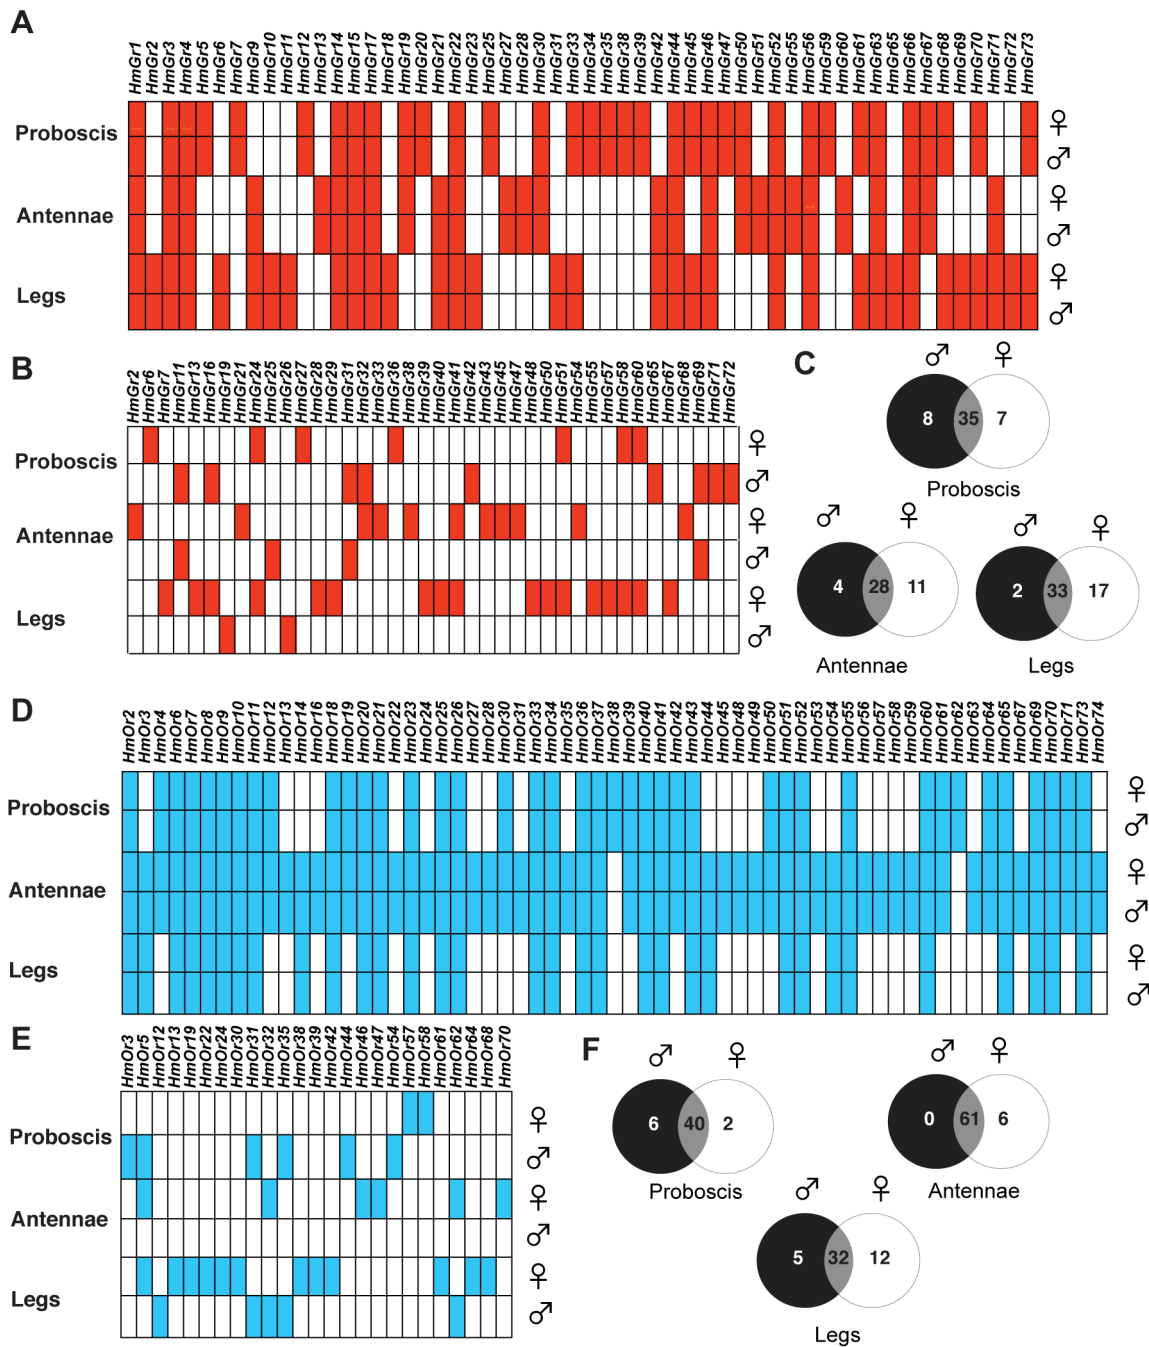 A
HmGr1 HmGr2 HmGr3 HmGr4 HmGr5 HmGr6 HmGr7 HmGr9 HmGr10 HmGr11 HmGr12 HmGr13 HmGr14 HmGr15 HmGr17 HmGr18 HmGr19 HmGr20 HmGr21 HmGr22 HmGr23 HmGr25 HmGr27 HmGr28 HmGr30 HmGr31 HmGr33 HmGr34 HmGr35 HmGr38 HmGr39 HmGr42 HmGr44 HmGr45 HmGr46 HmGr47 HmGr50 HmGr51 HmGr52 HmGr55 HmGr56 HmGr59 HmGr60 HmGr61 HmGr63 HmGr65 HmGr66 HmGr67 HmGr68 HmGr69 HmGr70 HmGr71 HmGr72 HmGr73
Proboscis ♀
♂
Antennae ♀
♂
Legs ♀
♂
B
HmGr2 HmGr6 HmGr7 HmGr11 HmGr13 HmGr16 HmGr19 HmGr21 HmGr24 HmGr25 HmGr26 HmGr27 HmGr28 HmGr29 HmGr31 HmGr32 HmGr33 HmGr36 HmGr38 HmGr39 HmGr40 HmGr41 HmGr42 HmGr43 HmGr45 HmGr47 HmGr48 HmGr50 HmGr51 HmGr54 HmGr55 HmGr57 HmGr58 HmGr60 HmGr65 HmGr67 HmGr68 HmGr69 HmGr71 HmGr72
Proboscis ♀
♂
Antennae ♀
♂
Legs ♀
♂
C
♂ ♀
8 35 7
Proboscis
♂ ♀
4 28 11
Antennae
♂ ♀
2 33 17
Legs
D
HmOr2 HmOr3 HmOr4 HmOr6 HmOr7 HmOr8 HmOr9 HmOr10 HmOr11 HmOr12 HmOr13 HmOr14 HmOr16 HmOr18 HmOr19 HmOr20 HmOr21 HmOr22 HmOr23 HmOr24 HmOr25 HmOr26 HmOr27 HmOr28 HmOr30 HmOr31 HmOr33 HmOr34 HmOr35 HmOr36 HmOr37 HmOr38 HmOr39 HmOr40 HmOr41 HmOr42 HmOr43 HmOr44 HmOr45 HmOr48 HmOr49 HmOr50 HmOr51 HmOr52 HmOr53 HmOr54 HmOr55 HmOr56 HmOr57 HmOr58 HmOr59 HmOr60 HmOr61 HmOr62 HmOr63 HmOr64 HmOr65 HmOr67 HmOr69 HmOr70 HmOr71 HmOr73 HmOr74
Proboscis ♀
♂
Antennae ♀
♂
Legs ♀
♂
E
HmOr3 HmOr5 HmOr12 HmOr13 HmOr19 HmOr22 HmOr24 HmOr30 HmOr31 HmOr32 HmOr35 HmOr38 HmOr39 HmOr42 HmOr44 HmOr46 HmOr47 HmOr54 HmOr57 HmOr58 HmOr61 HmOr62 HmOr64 HmOr68 HmOr70
Proboscis ♀
♂
Antennae ♀
♂
Legs ♀
♂
F
♂ ♀
6 40 2
Proboscis
♂ ♀
0 61 6
Antennae
♂ ♀
5 32 12
Legs